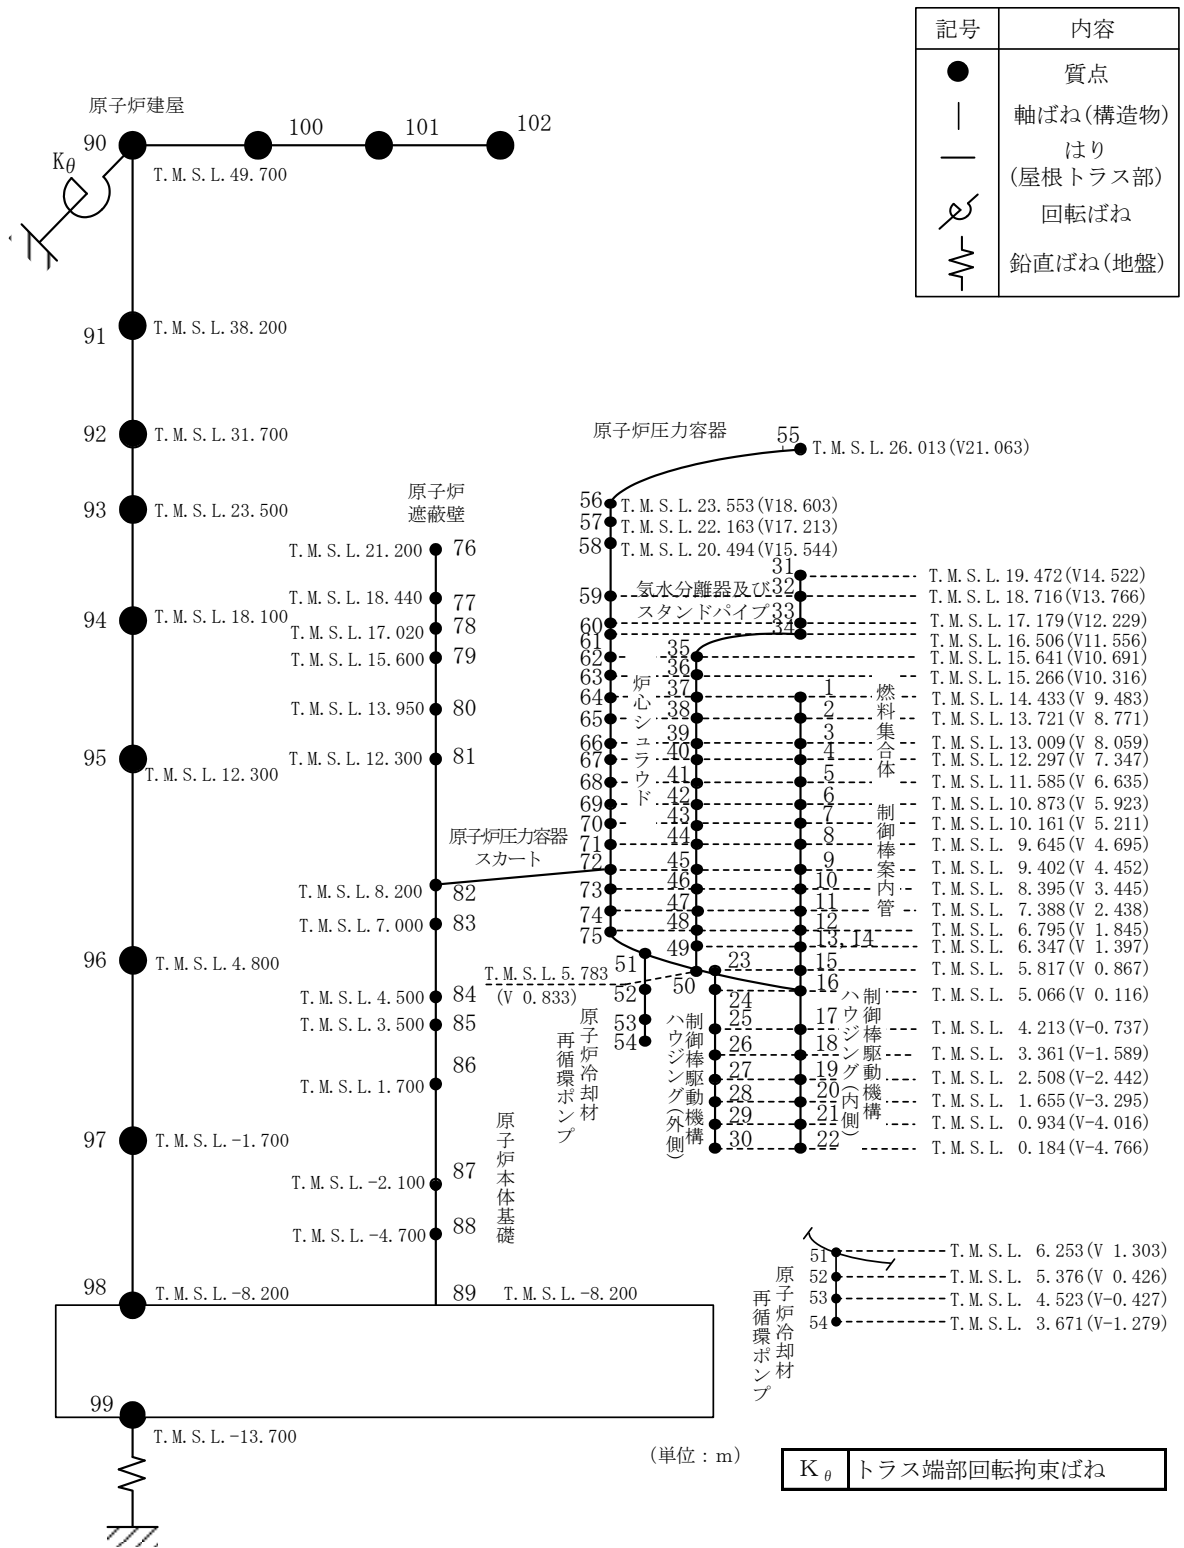 記号 内容
質点
軸ばね(構造物)
はり
(屋根トラス部)
回転ばね
鉛直ばね(地盤)
原子炉建屋
90
100
101
102
Kθ
T.M.S.L.49.700
91
T.M.S.L.38.200
92
T.M.S.L.31.700
93
T.M.S.L.23.500
94
T.M.S.L.18.100
95
T.M.S.L.12.300
96
T.M.S.L.4.800
97
T.M.S.L.-1.700
98
T.M.S.L.-8.200
99
T.M.S.L.-13.700
原子炉
遮蔽壁
T.M.S.L.21.200 76
T.M.S.L.18.440 77
T.M.S.L.17.020 78
T.M.S.L.15.600 79
T.M.S.L.13.950 80
T.M.S.L.12.300 81
原子炉圧力容器
スカート
T.M.S.L.8.200 82
T.M.S.L.7.000 83
T.M.S.L.4.500 84
T.M.S.L.3.500 85
86
T.M.S.L.1.700
87
T.M.S.L.-2.100
T.M.S.L.-4.700 88
89 T.M.S.L.-8.200
原子炉本体基礎
原子炉圧力容器
55
T.M.S.L.26.013(V21.063)
56 T.M.S.L.23.553(V18.603)
57 T.M.S.L.22.163(V17.213)
58 T.M.S.L.20.494(V15.544)
59
60
61
62
63
64
65
66
67
68
69
70
71
72
73
74
75
気水分離器及び
スタンドパイプ
31
32
33
34
炉心シュラウド
35
36
37
38
39
40
41
42
43
44
45
46
47
48
49
50
T.M.S.L.5.783
(V 0.833)
51
52
53
54
原子炉冷却材
再循環ポンプ
23
24
25
26
27
28
29
30
制御棒駆動機構
ハウジング(外側)
1
2
3
4
5
6
7
8
9
10
11
12
13,14
15
16
17
18
19
20
21
22
燃料集合体
制御棒案内管
制御棒駆動機構
ハウジング(内側)
T.M.S.L.19.472(V14.522)
T.M.S.L.18.716(V13.766)
T.M.S.L.17.179(V12.229)
T.M.S.L.16.506(V11.556)
T.M.S.L.15.641(V10.691)
T.M.S.L.15.266(V10.316)
T.M.S.L.14.433(V 9.483)
T.M.S.L.13.721(V 8.771)
T.M.S.L.13.009(V 8.059)
T.M.S.L.12.297(V 7.347)
T.M.S.L.11.585(V 6.635)
T.M.S.L.10.873(V 5.923)
T.M.S.L.10.161(V 5.211)
T.M.S.L. 9.645(V 4.695)
T.M.S.L. 9.402(V 4.452)
T.M.S.L. 8.395(V 3.445)
T.M.S.L. 7.388(V 2.438)
T.M.S.L. 6.795(V 1.845)
T.M.S.L. 6.347(V 1.397)
T.M.S.L. 5.817(V 0.867)
T.M.S.L. 5.066(V 0.116)
T.M.S.L. 4.213(V-0.737)
T.M.S.L. 3.361(V-1.589)
T.M.S.L. 2.508(V-2.442)
T.M.S.L. 1.655(V-3.295)
T.M.S.L. 0.934(V-4.016)
T.M.S.L. 0.184(V-4.766)
51 T.M.S.L. 6.253(V 1.303)
52 T.M.S.L. 5.376(V 0.426)
53 T.M.S.L. 4.523(V-0.427)
54 T.M.S.L. 3.671(V-1.279)
原子炉冷却材
再循環ポンプ
(単位：m)
Kθ トラス端部回転拘束ばね